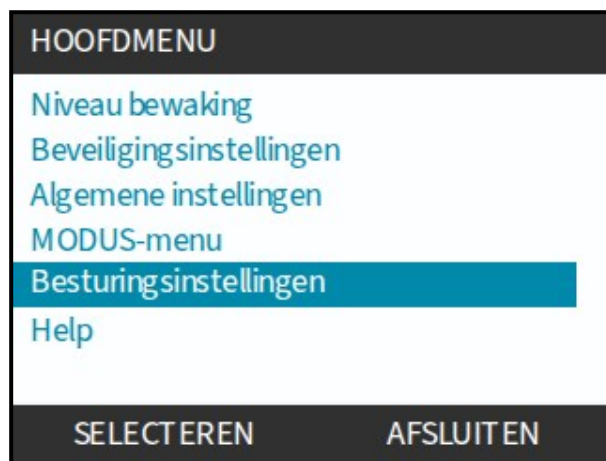 HOOFDMENU
Niveau bewaking
Beveiligingsinstellingen
Algemene instellingen
MODUS-menu
Besturingsinstellingen
Help
SELECTEREN AFSLUITEN